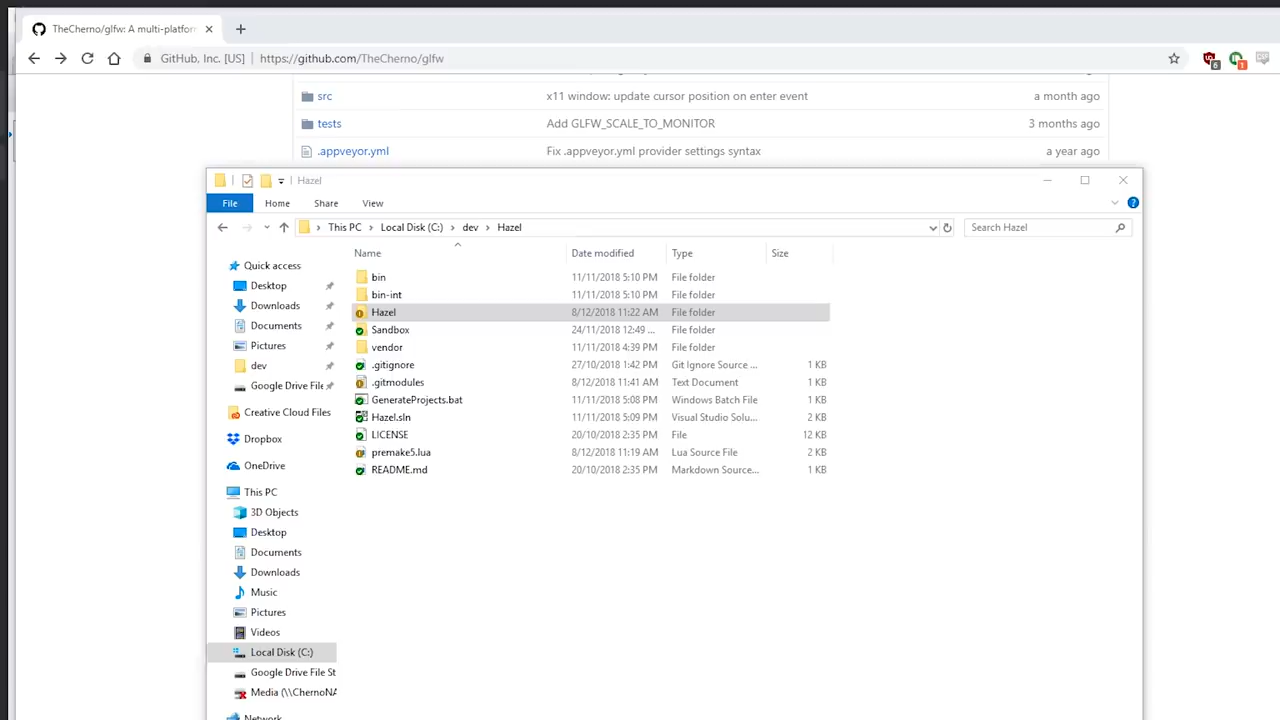 TheCherno/glfw: A multi-platfor
GitHub, Inc. [US] | https://github.com/TheCherno/glfw
6
1
src x11 window: update cursor position on enter event a month ago
tests Add GLFW_SCALE_TO_MONITOR 3 months ago
.appveyor.yml Fix .appveyor.yml provider settings syntax a year ago
Hazel
File Home Share View
This PC Local Disk (C:) dev Hazel Search Hazel
Name Date modified Type Size
Quick access
Desktop
Downloads
Documents
Pictures
dev
Google Drive File
Creative Cloud Files
Dropbox
OneDrive
This PC
3D Objects
Desktop
Documents
Downloads
Music
Pictures
Videos
Local Disk (C:)
Google Drive File St
Media (\\ChernoNA
Network
bin 11/11/2018 5:10 PM File folder
bin-int 11/11/2018 5:10 PM File folder
Hazel 8/12/2018 11:22 AM File folder
Sandbox 24/11/2018 12:49 ... File folder
vendor 11/11/2018 4:39 PM File folder
.gitignore 27/10/2018 1:42 PM Git Ignore Source ... 1 KB
.gitmodules 8/12/2018 11:41 AM Text Document 1 KB
GenerateProjects.bat 11/11/2018 5:08 PM Windows Batch File 1 KB
Hazel.sln 11/11/2018 5:09 PM Visual Studio Solu... 2 KB
LICENSE 20/10/2018 2:35 PM File 12 KB
premake5.lua 8/12/2018 11:19 AM Lua Source File 2 KB
README.md 20/10/2018 2:35 PM Markdown Source... 1 KB